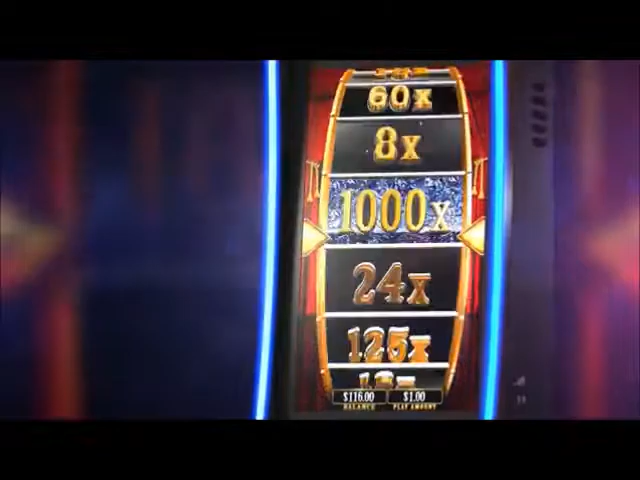 60x
8x
1000x
24x
125x
$116.00 $1.00
BALANCE PLAY AMOUNT